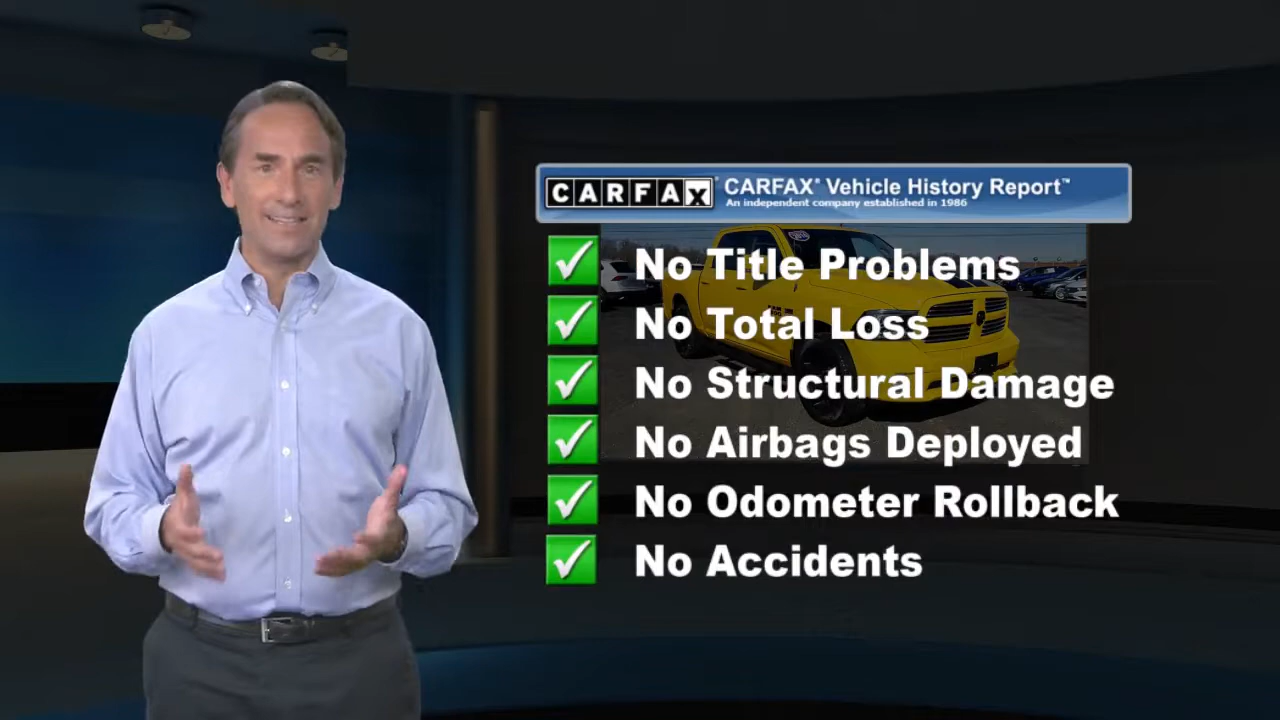 CARFAX® CARFAX® Vehicle History Report™
An independent company established in 1986
No Title Problems
No Total Loss
No Structural Damage
No Airbags Deployed
No Odometer Rollback
No Accidents